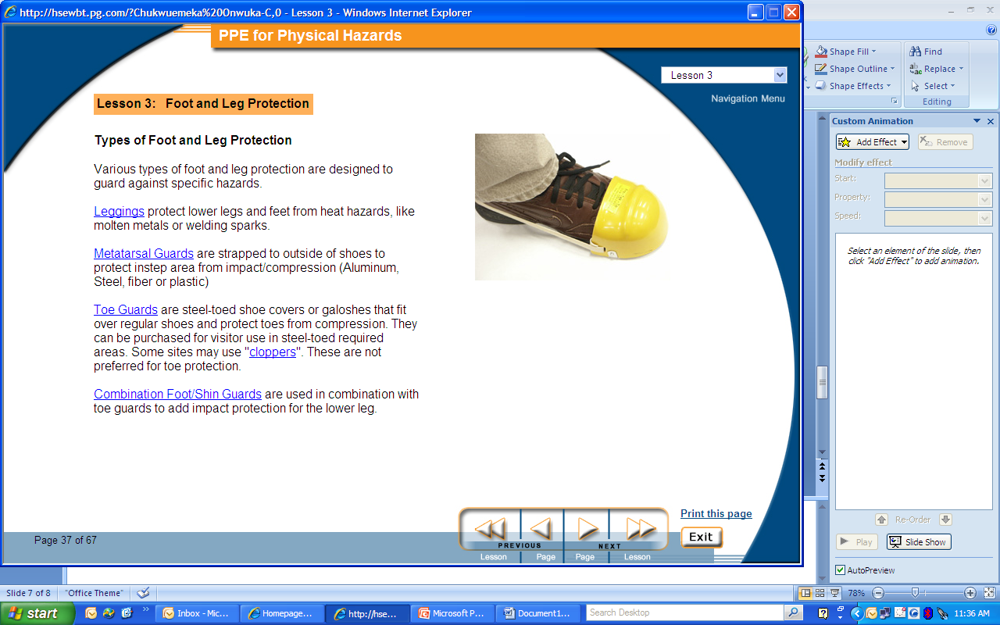 http://hsewbt.pg.com/?Chukwuemeka%20Onwuka-C,0 - Lesson 3 - Windows Internet Explorer
PPE for Physical Hazards
Lesson 3
Navigation Menu
Lesson 3:   Foot and Leg Protection
Types of Foot and Leg Protection
Various types of foot and leg protection are designed to
guard against specific hazards.
Leggings protect lower legs and feet from heat hazards, like
molten metals or welding sparks.
Metatarsal Guards are strapped to outside of shoes to
protect instep area from impact/compression (Aluminum,
Steel, fiber or plastic)
Toe Guards are steel-toed shoe covers or galoshes that fit
over regular shoes and protect toes from compression. They
can be purchased for visitor use in steel-toed required
areas. Some sites may use "cloppers". These are not
preferred for toe protection.
Combination Foot/Shin Guards are used in combination with
toe guards to add impact protection for the lower leg.
Page 37 of 67
PREVIOUS
NEXT
Lesson
Page
Page
Lesson
Print this page
Exit
Shape Fill
Shape Outline
Shape Effects
Find
Replace
Select
Editing
Custom Animation
Add Effect
Remove
Modify effect
Start:
Property:
Speed:
Select an element of the slide, then
click "Add Effect" to add animation.
Re-Order
Play
Slide Show
AutoPreview
Slide 7 of 8
"Office Theme"
78%
start
Inbox - Mic...
Homepage...
http://hse...
Microsoft P...
Document1...
Search Desktop
11:36 AM